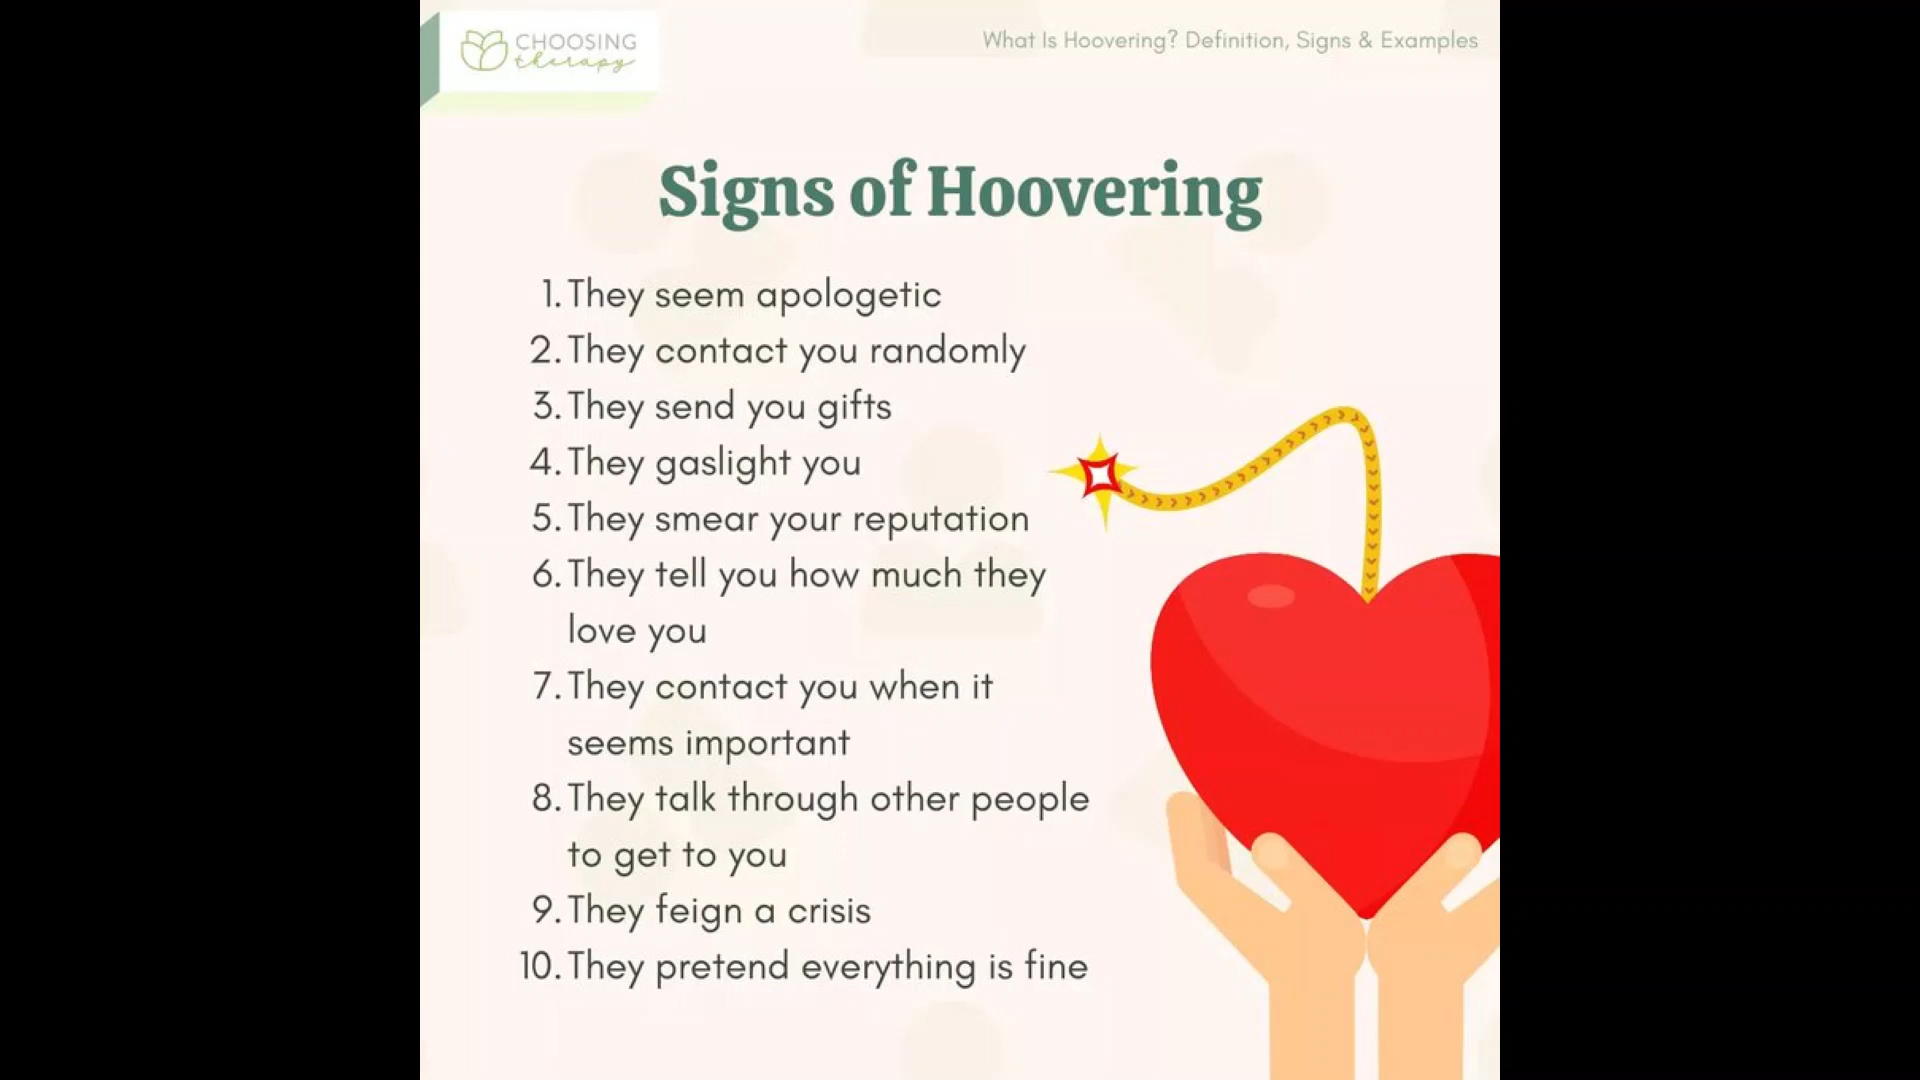 CHOOSING
therapy
What Is Hoovering? Definition, Signs & Examples
Signs of Hoovering
1. They seem apologetic
2. They contact you randomly
3. They send you gifts
4. They gaslight you
5. They smear your reputation
6. They tell you how much they
love you
7. They contact you when it
seems important
8. They talk through other people
to get to you
9. They feign a crisis
10. They pretend everything is fine